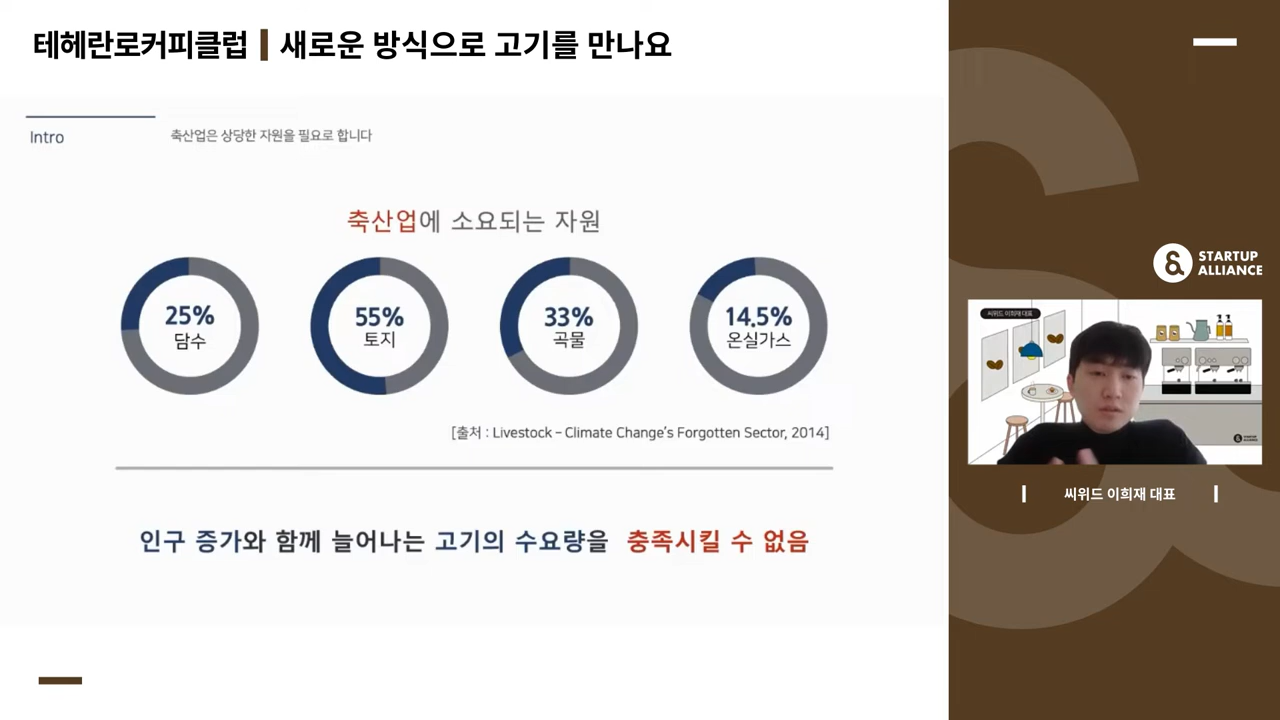 테헤란로커피클럽 | 새로운 방식으로 고기를 만나요
Intro
축산업은 상당한 자원을 필요로 합니다
축산업에 소요되는 자원
25%
담수
55%
토지
33%
곡물
14.5%
온실가스
[출처 : Livestock – Climate Change's Forgotten Sector, 2014]
인구 증가와 함께 늘어나는 고기의 수요량을 충족시킬 수 없음
STARTUP
ALLIANCE
씨위드 이희재 대표
씨위드 이희재 대표